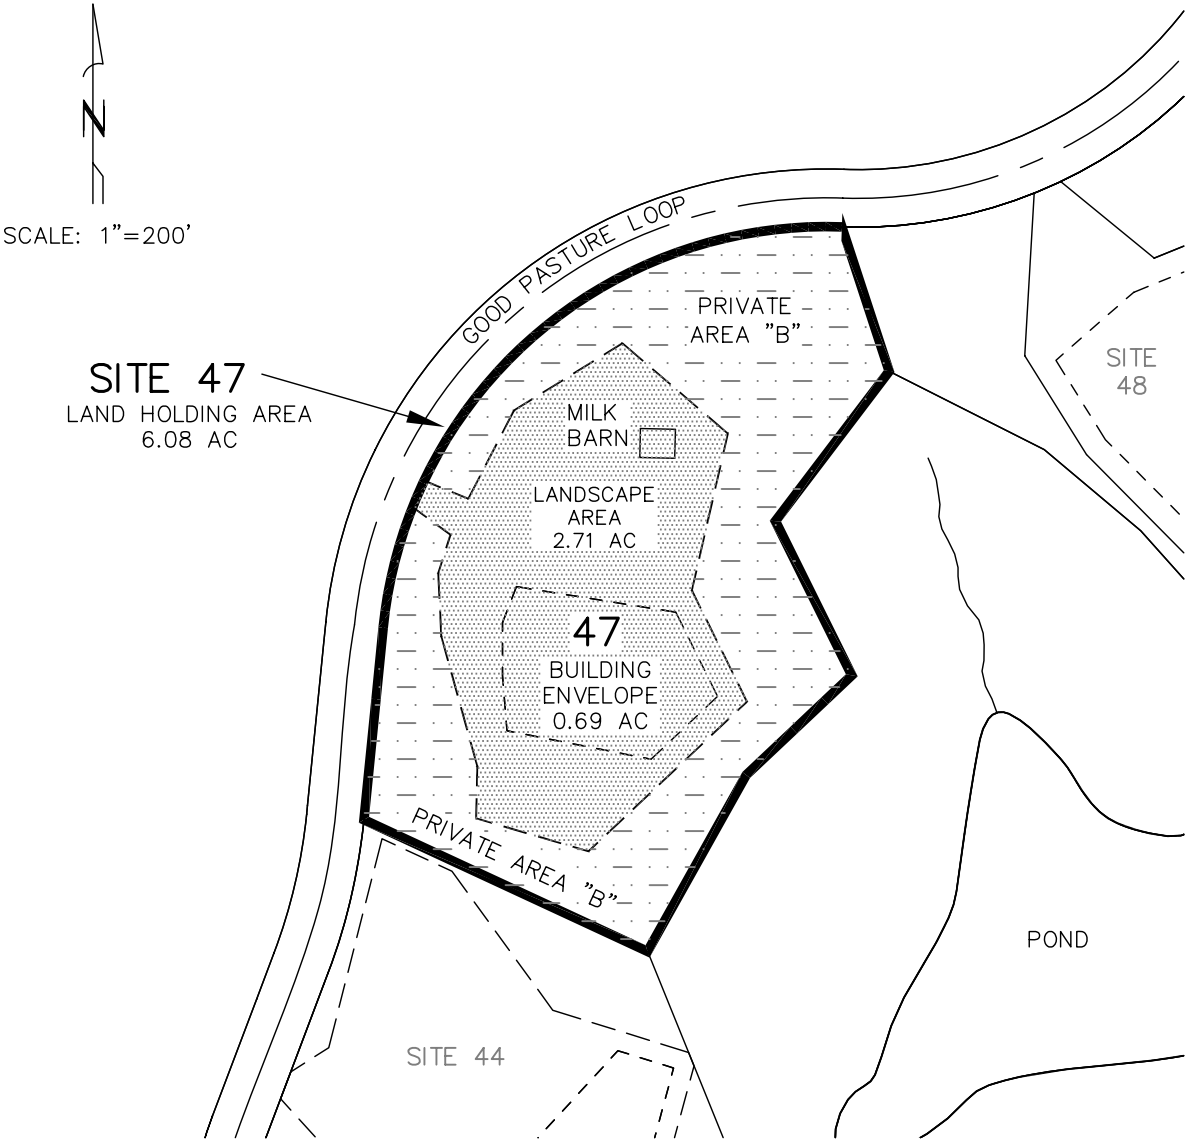 N
SCALE: 1"=200'
GOOD PASTURE LOOP
PRIVATE
AREA "B"
SITE 47
LAND HOLDING AREA
6.08 AC
SITE
48
MILK
BARN
LANDSCAPE
AREA
2.71 AC
47
BUILDING
ENVELOPE
0.69 AC
PRIVATE AREA "B"
POND
SITE 44